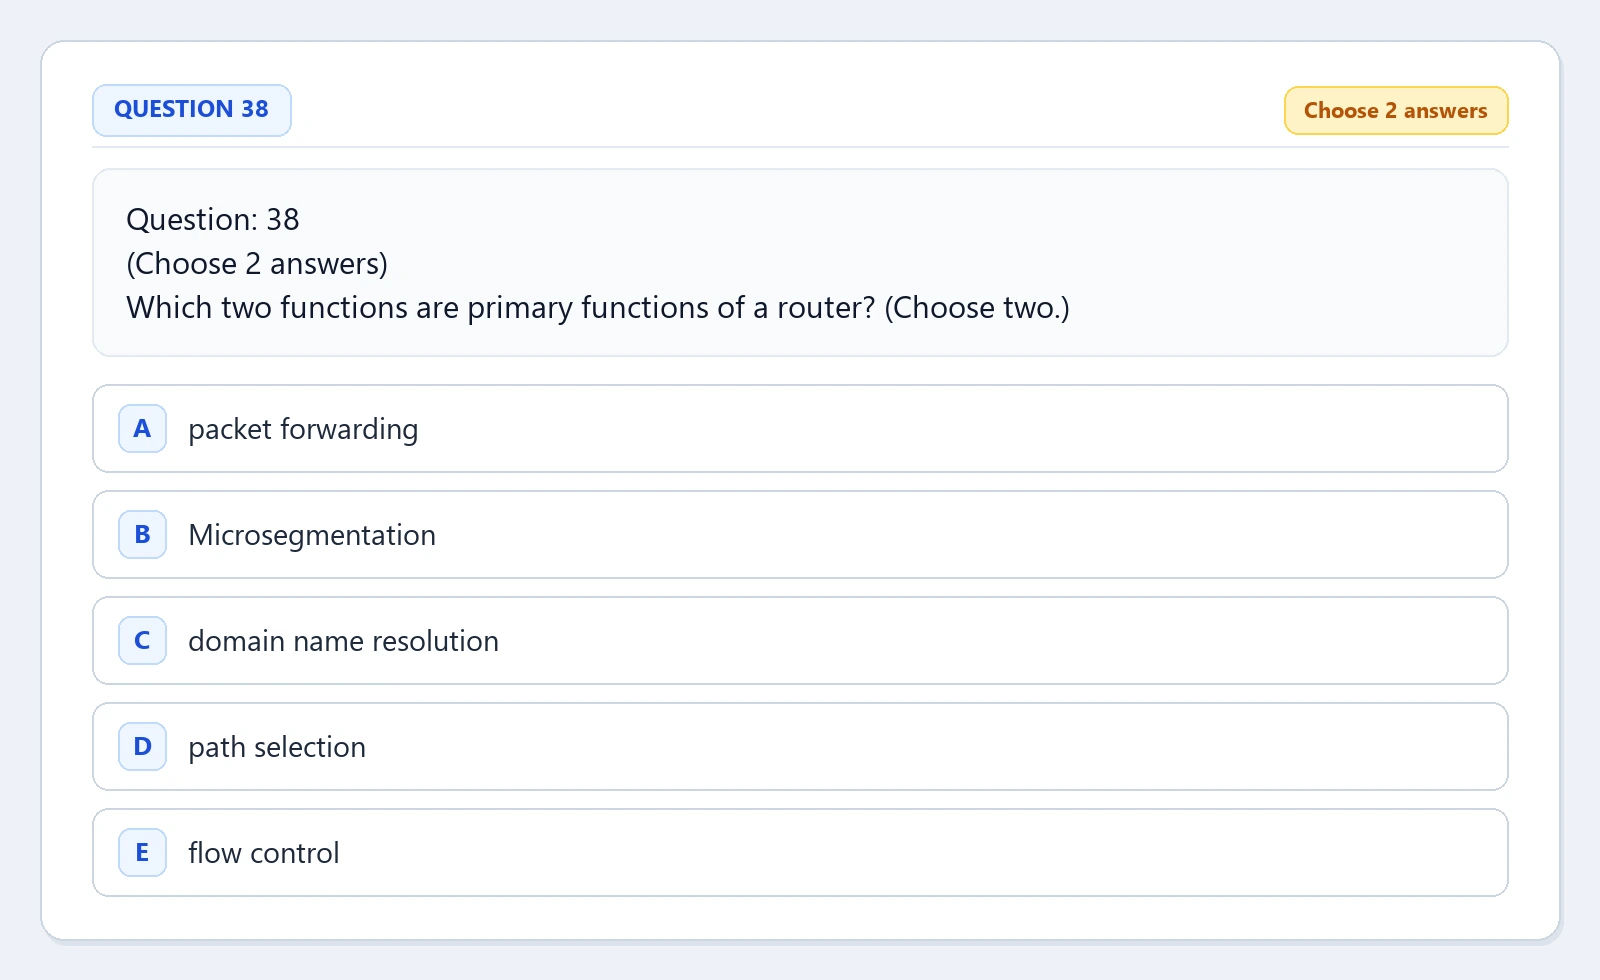 QUESTION 38
Choose 2 answers
Question: 38
(Choose 2 answers)
Which two functions are primary functions of a router? (Choose two.)
A packet forwarding
B Microsegmentation
C domain name resolution
D path selection
E flow control